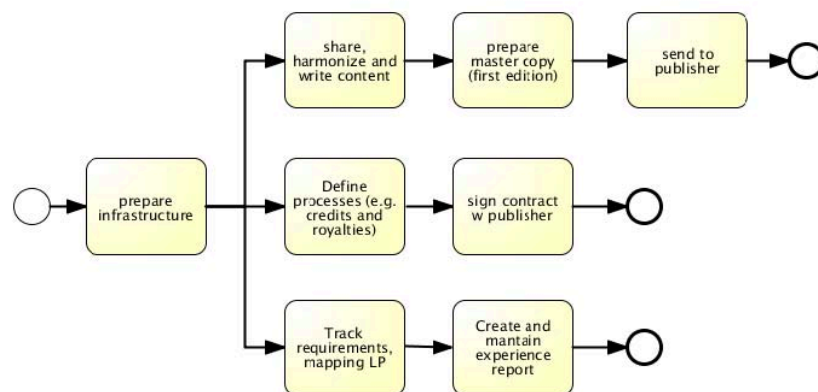 share,
harmonize and
write content
prepare
master copy
(first edition)
send to
publisher
prepare
infrastructure
Define
processes (e.g.
credits and
royalties)
sign contract
w publisher
Track
requirements,
mapping LP
Create and
mantain
experience
report